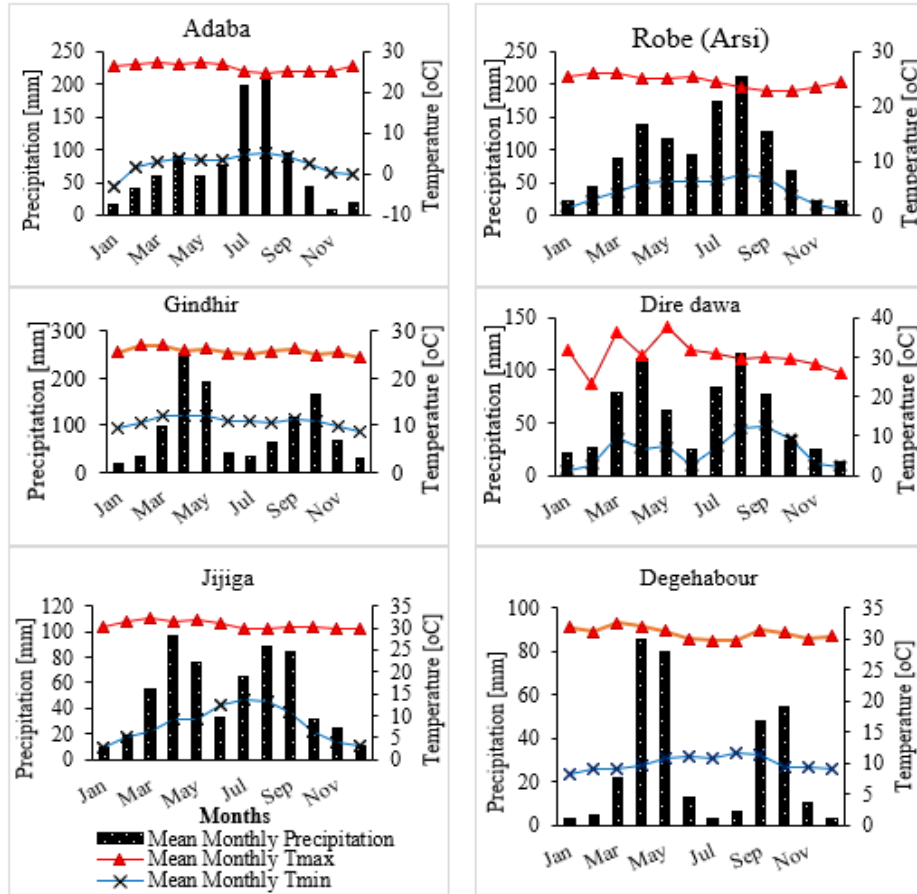 Adaba
Precipitation [mm]
250
200
150
100
50
0
30
20
10
0
-10
Temperature [oC]
Jan
Mar
May
Jul
Sep
Nov
Robe (Arsi)
Precipitation [mm]
250
200
150
100
50
0
30
20
10
0
Temperature [oC]
Jan
Mar
May
Jul
Sep
Nov
Gindhir
Precipitation [mm]
300
200
100
0
30
20
10
0
Temperature [oC]
Jan
Mar
May
Jul
Sep
Nov
Dire dawa
Precipitation [mm]
150
100
50
0
40
30
20
10
0
Temperature [oC]
Jan
Mar
May
Jul
Sep
Nov
Jijiga
Precipitation [mm]
120
100
80
60
40
20
0
35
30
25
20
15
10
5
0
Temperature [oC]
Jan
Mar
May
Jul
Sep
Nov
Months
Mean Monthly Precipitation
Mean Monthly Tmax
Mean Monthly Tmin
Degehabour
Precipitation [mm]
100
80
60
40
20
0
35
30
25
20
15
10
5
0
Temperature [oC]
Jan
Mar
May
Jul
Sep
Nov